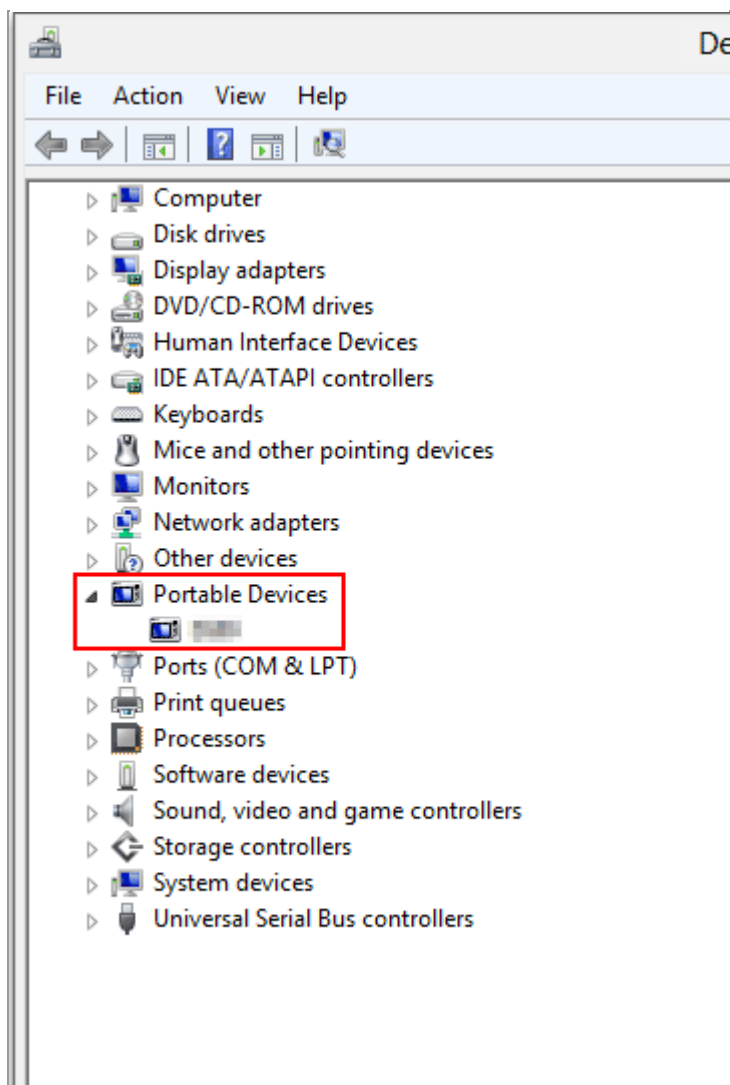 De
File Action View Help
Computer
Disk drives
Display adapters
DVD/CD-ROM drives
Human Interface Devices
IDE ATA/ATAPI controllers
Keyboards
Mice and other pointing devices
Monitors
Network adapters
Other devices
Portable Devices
Ports (COM & LPT)
Print queues
Processors
Software devices
Sound, video and game controllers
Storage controllers
System devices
Universal Serial Bus controllers